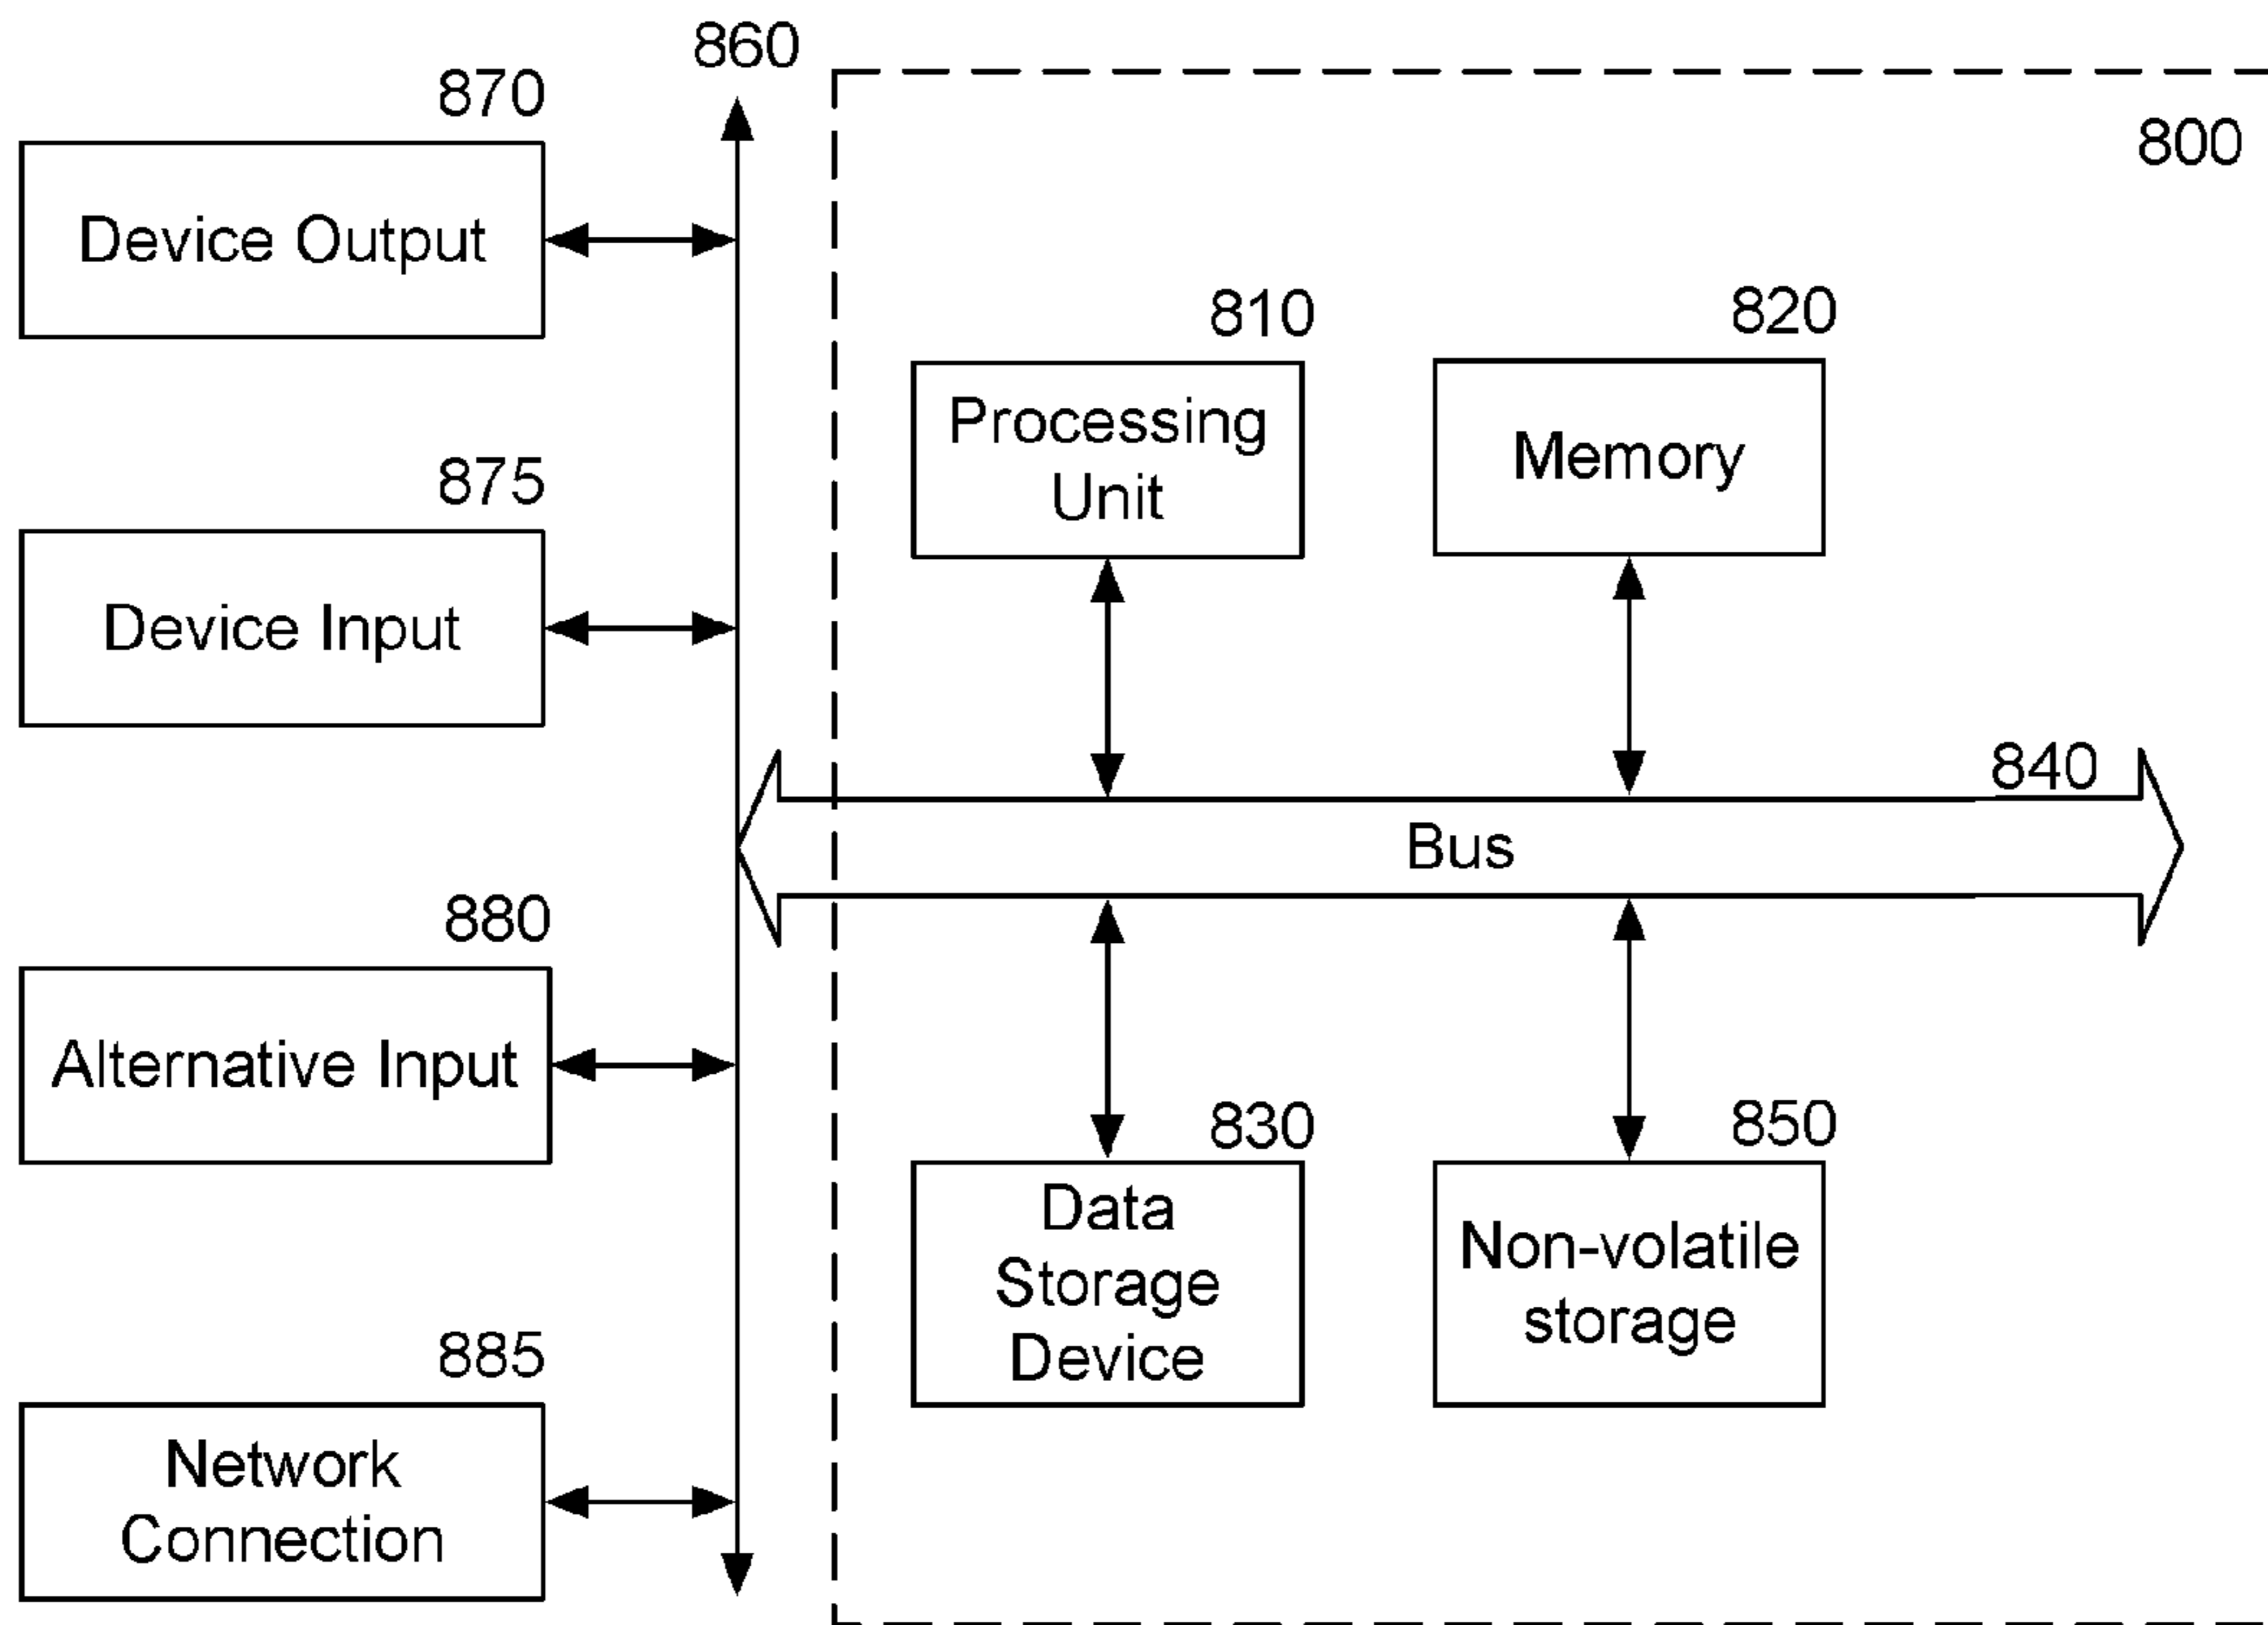 860
870
800
Device Output
810
820
Processing
Unit
Memory
875
Device Input
840
Bus
880
Alternative Input
830
850
Data
Storage
Device
Non-volatile
storage
885
Network
Connection